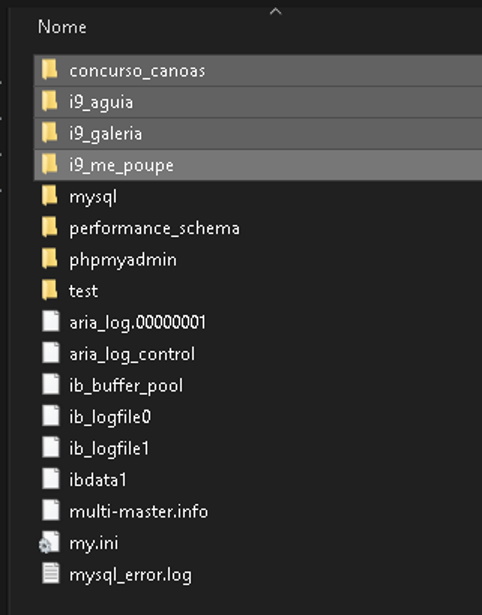 Nome
concurso_canoas
i9_aguia
i9_galeria
i9_me_poupe
mysql
performance_schema
phpmyadmin
test
aria_log.00000001
aria_log_control
ib_buffer_pool
ib_logfile0
ib_logfile1
ibdata1
multi-master.info
my.ini
mysql_error.log